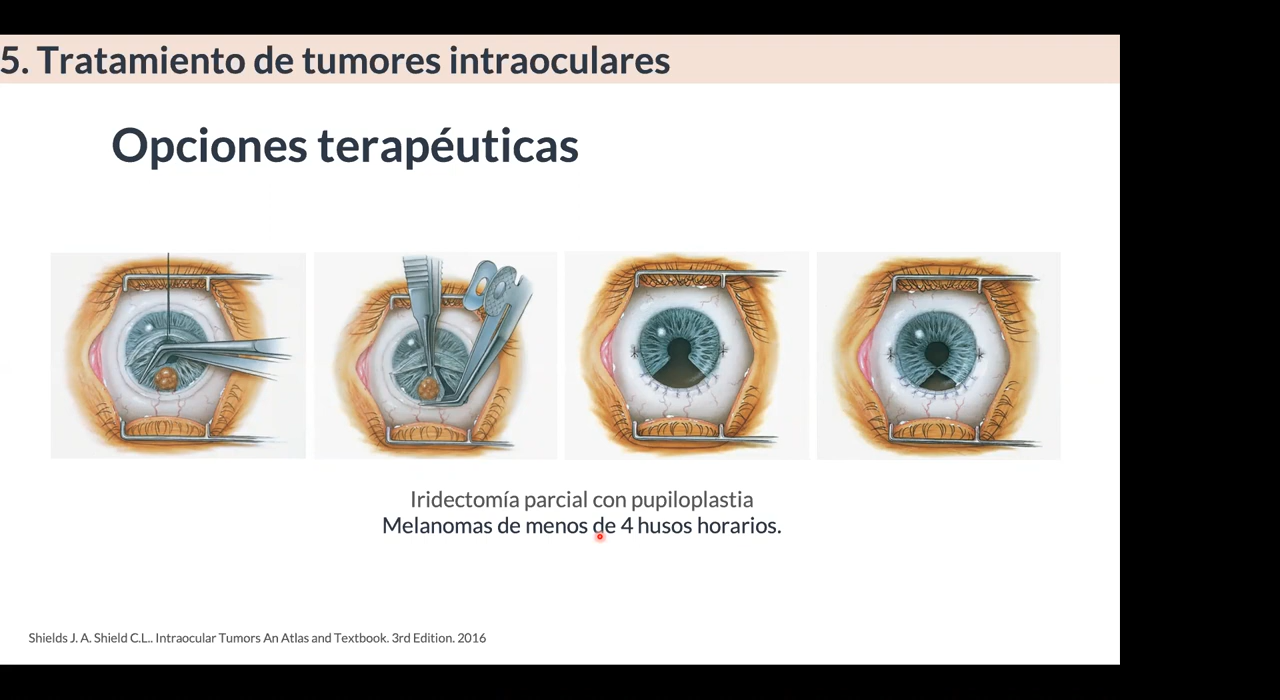 5. Tratamiento de tumores intraoculares
Opciones terapéuticas
Iridectomía parcial con pupiloplastia
Melanomas de menos de 4 husos horarios.
Shields J. A. Shield C.L.. Intraocular Tumors An Atlas and Textbook. 3rd Edition. 2016